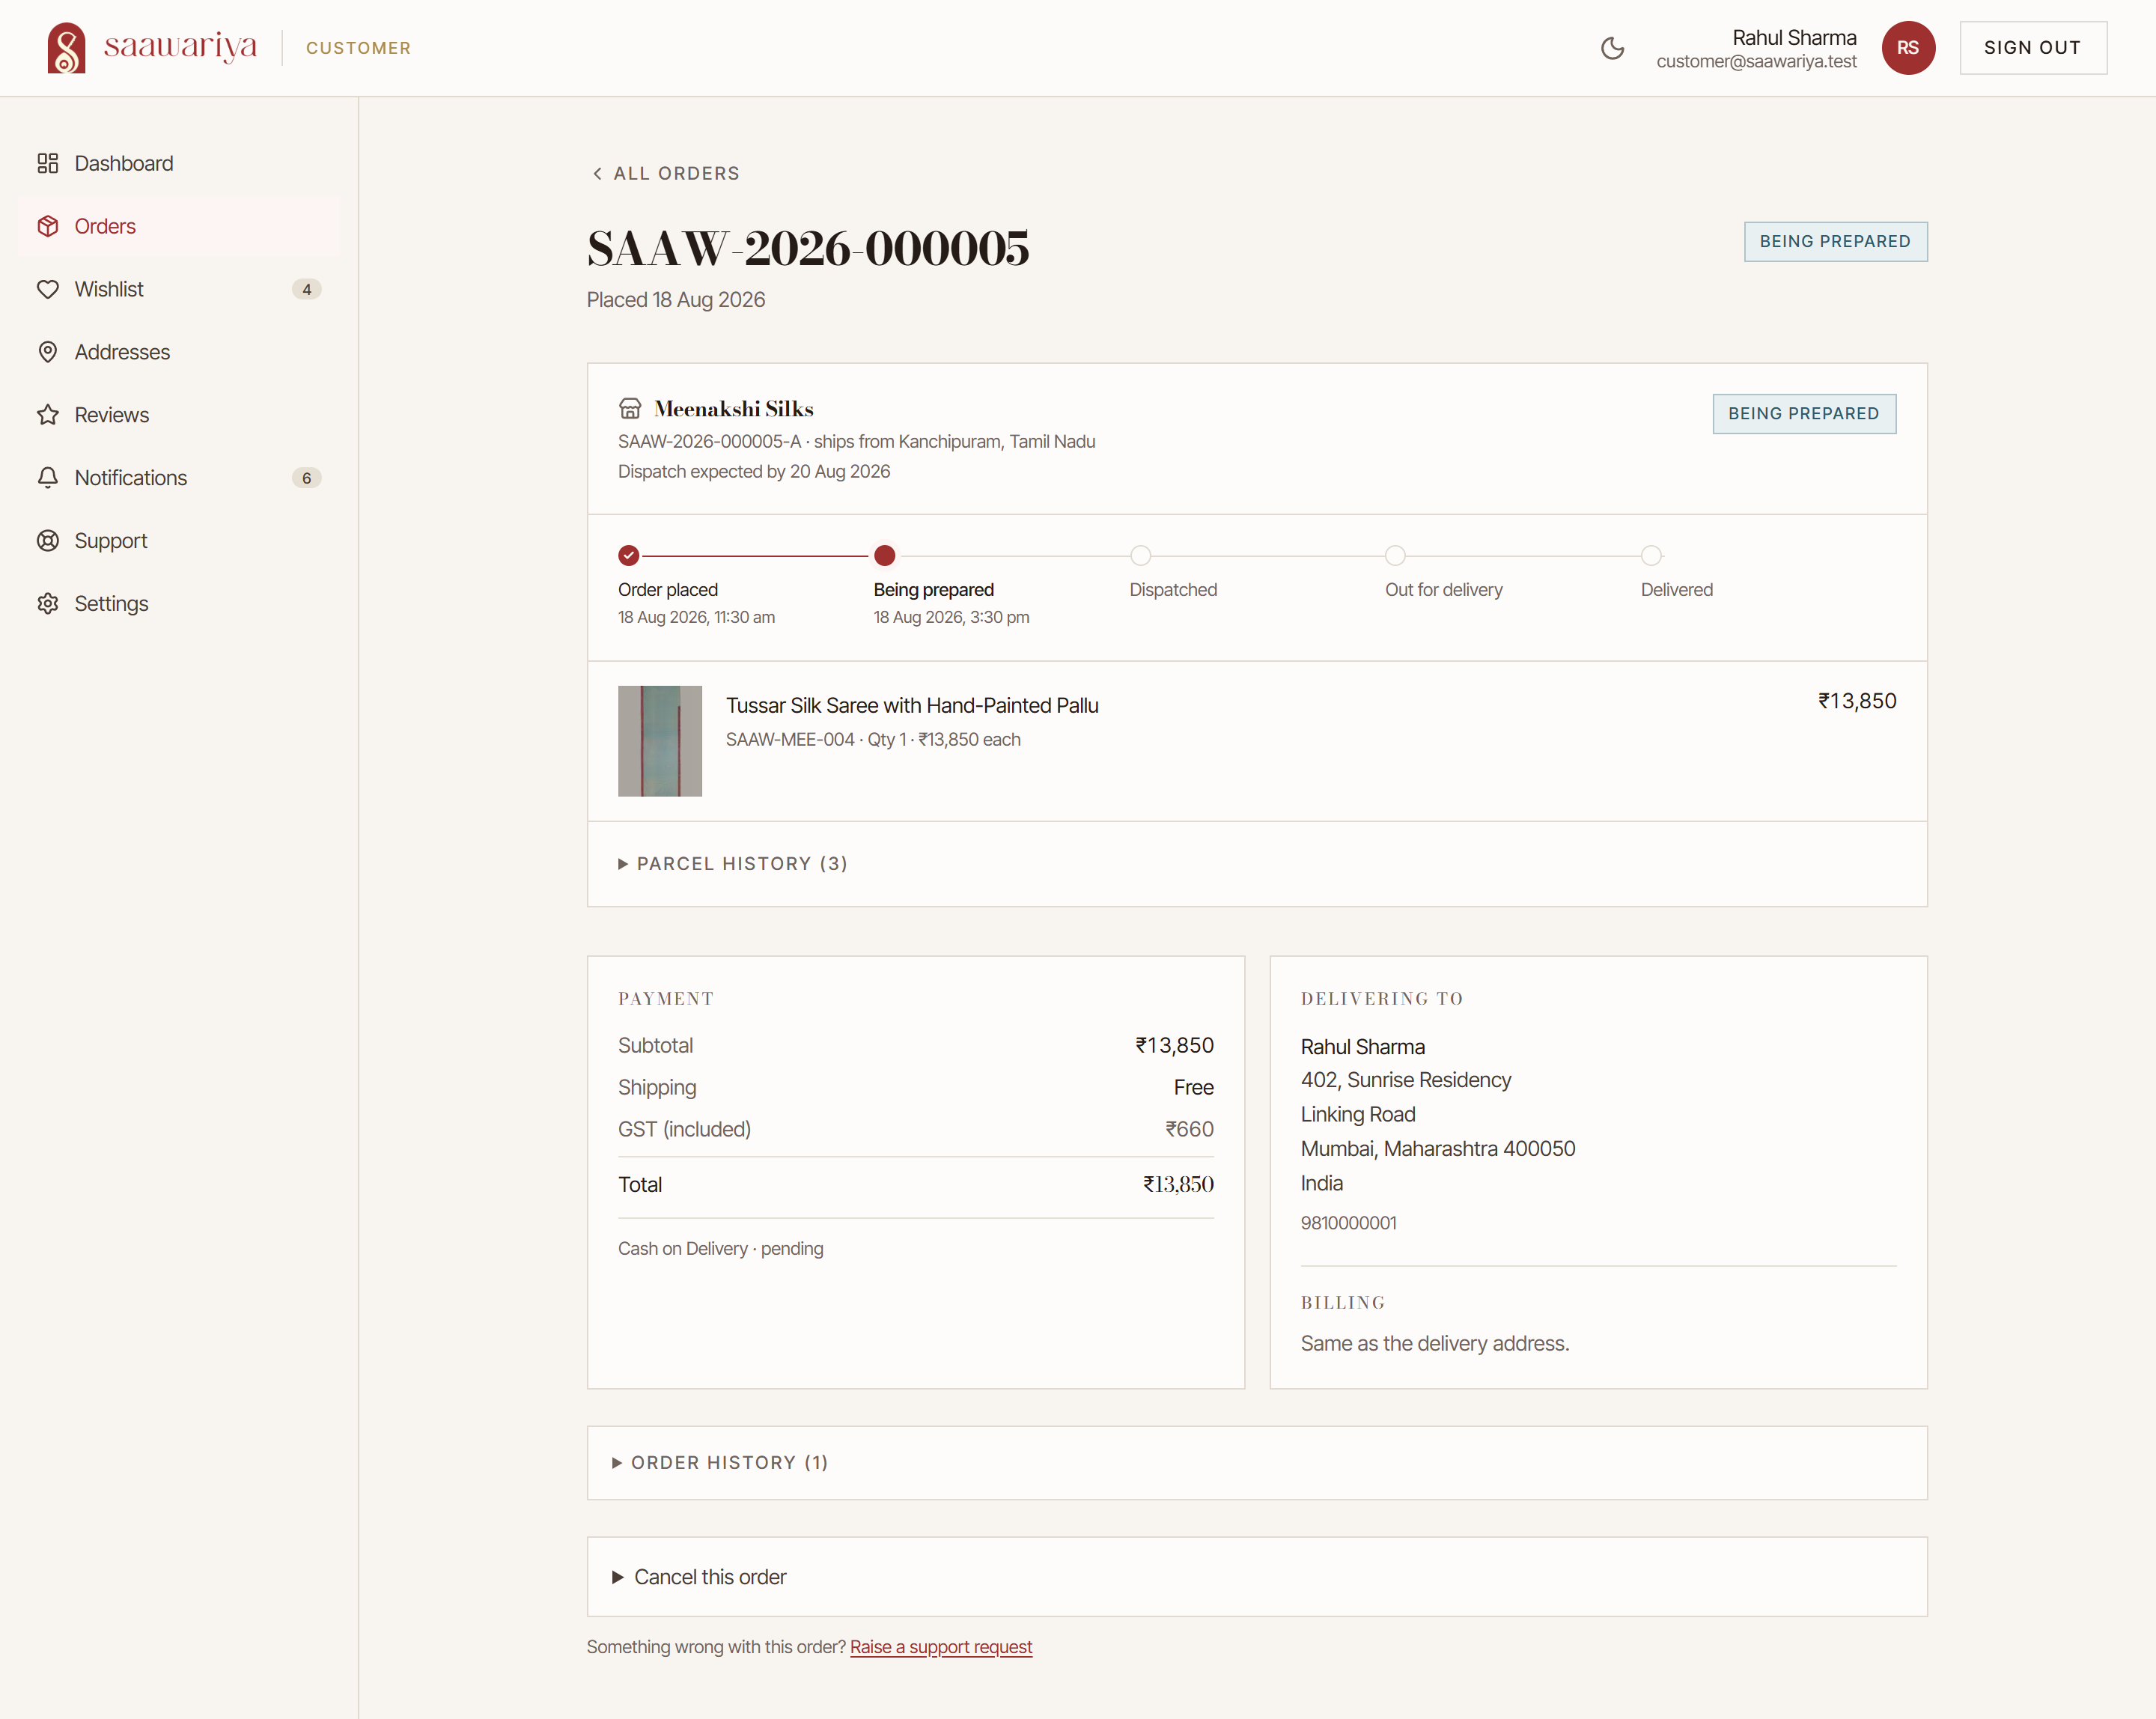 saawariya
CUSTOMER
Rahul Sharma
customer@saawariya.test
RS
SIGN OUT
Dashboard
Orders
Wishlist 4
Addresses
Reviews
Notifications 6
Support
Settings
ALL ORDERS
SAAW-2026-000005
BEING PREPARED
Placed 18 Aug 2026
Meenakshi Silks
BEING PREPARED
SAAW-2026-000005-A · ships from Kanchipuram, Tamil Nadu
Dispatch expected by 20 Aug 2026
Order placed
18 Aug 2026, 11:30 am
Being prepared
18 Aug 2026, 3:30 pm
Dispatched
Out for delivery
Delivered
Tussar Silk Saree with Hand-Painted Pallu
₹13,850
SAAW-MEE-004 · Qty 1 · ₹13,850 each
PARCEL HISTORY (3)
PAYMENT
Subtotal ₹13,850
Shipping Free
GST (included) ₹660
Total ₹13,850
Cash on Delivery · pending
DELIVERING TO
Rahul Sharma
402, Sunrise Residency
Linking Road
Mumbai, Maharashtra 400050
India
9810000001
BILLING
Same as the delivery address.
ORDER HISTORY (1)
Cancel this order
Something wrong with this order? Raise a support request